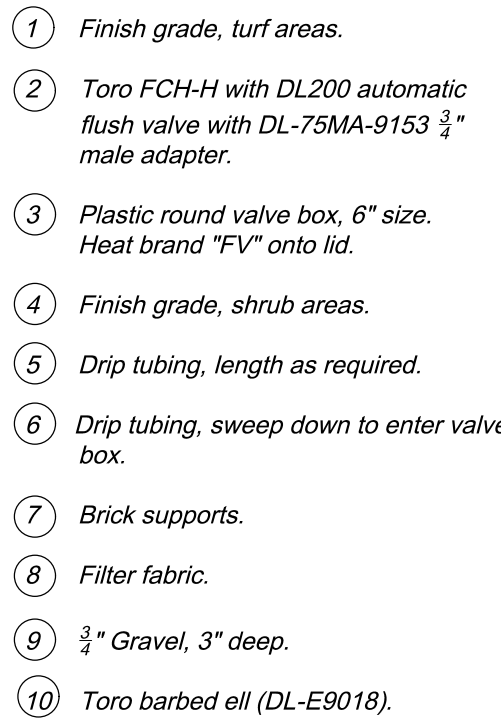 1 Finish grade, turf areas.
2 Toro FCH-H with DL200 automatic
flush valve with DL-75MA-9153 3/4"
male adapter.
3 Plastic round valve box, 6" size.
Heat brand "FV" onto lid.
4 Finish grade, shrub areas.
5 Drip tubing, length as required.
6 Drip tubing, sweep down to enter valve
box.
7 Brick supports.
8 Filter fabric.
9 3/4" Gravel, 3" deep.
10 Toro barbed ell (DL-E9018).